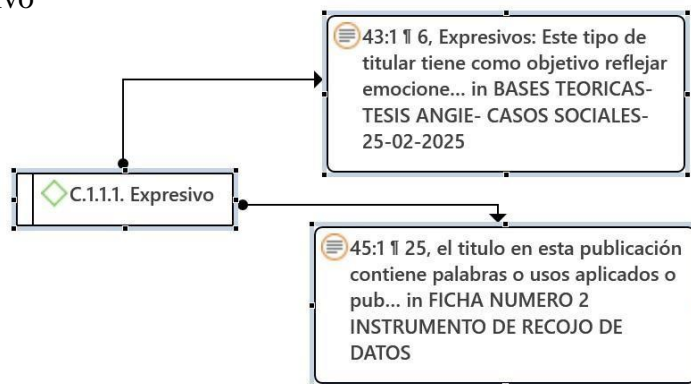 43:1 ¶ 6, Expresivos: Este tipo de
titular tiene como objetivo reflejar
emocione... in BASES TEORICAS-
TESIS ANGIE- CASOS SOCIALES-
25-02-2025
C.1.1.1. Expresivo
45:1 ¶ 25, el titulo en esta publicación
contiene palabras o usos aplicados o
pub... in FICHA NUMERO 2
INSTRUMENTO DE RECOJO DE
DATOS